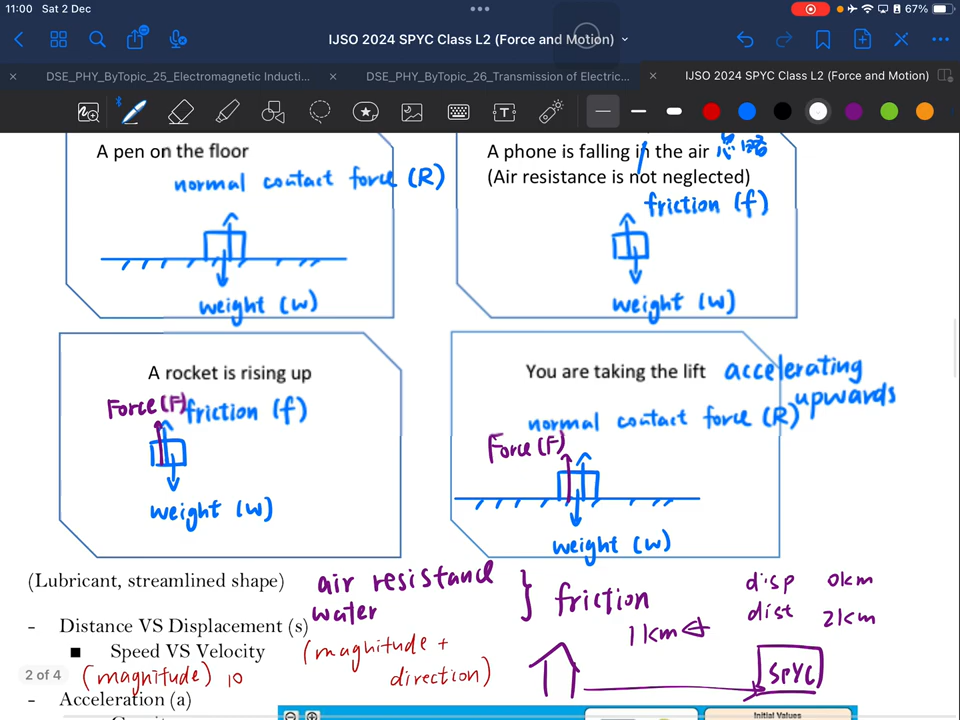 11:00 Sat 2 Dec
67%
IJSO 2024 SPYC Class L2 (Force and Motion)
DSE_PHY_ByTopic_25_Electromagnetic Inducti...
DSE_PHY_ByTopic_26_Transmission of Electric...
IJSO 2024 SPYC Class L2 (Force and Motion)
A pen on the floor
normal contact force (R)
weight (W)
A phone is falling in the air
(Air resistance is not neglected)
friction (f)
weight (W)
A rocket is rising up
Force (F)
friction (f)
weight (W)
You are taking the lift accelerating
upwards
normal contact force (R)
Force (F)
weight (W)
(Lubricant, streamlined shape)
air resistance
water
} friction
disp 0km
dist 2km
- Distance VS Displacement (s)
1km
■ Speed VS Velocity
(magnitude +
direction)
(magnitude) 10
SPYC
2 of 4
- Acceleration (a)
Initial Values